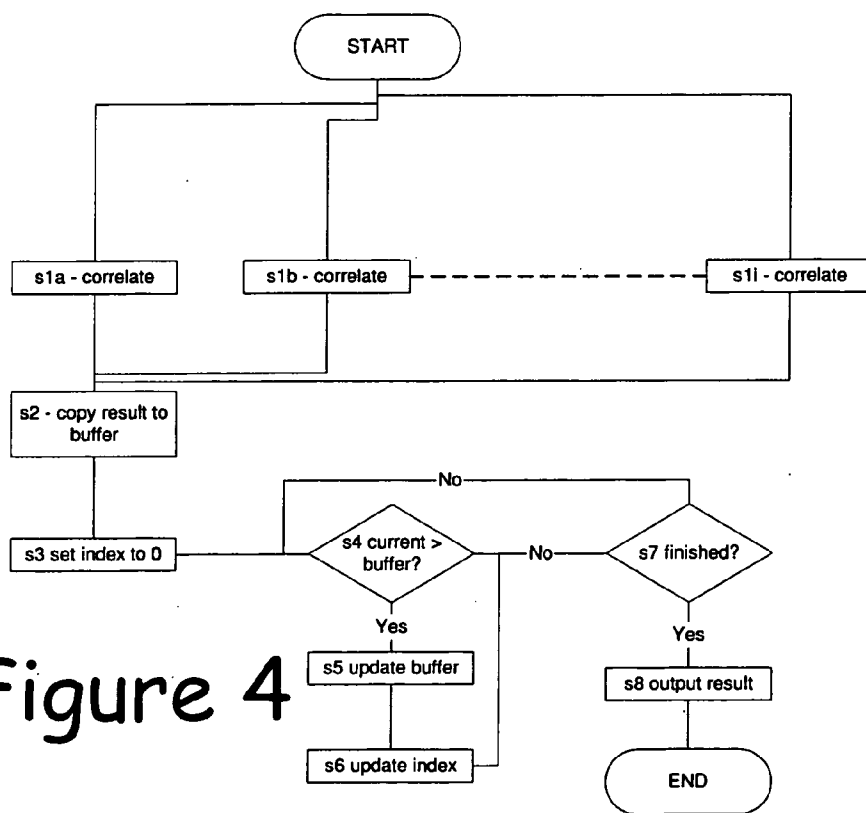 START
s1a - correlate
s1b - correlate
s1i - correlate
s2 - copy result to
buffer
No
s3 set index to 0
s4 current >
buffer?
No
s7 finished?
Yes
Yes
s5 update buffer
s8 output result
Figure 4
s6 update index
END